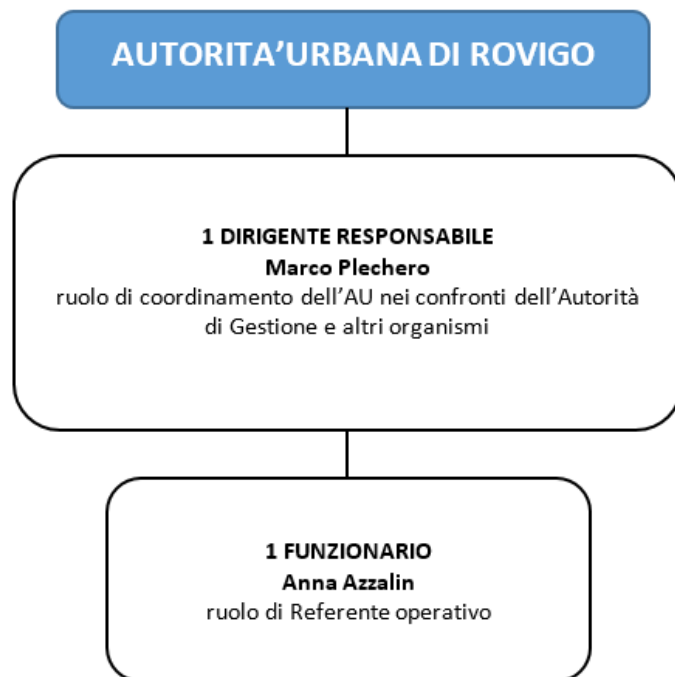 AUTORITA'URBANA DI ROVIGO
1 DIRIGENTE RESPONSABILE
Marco Plechero
ruolo di coordinamento dell'AU nei confronti dell'Autorità
di Gestione e altri organismi
1 FUNZIONARIO
Anna Azzalin
ruolo di Referente operativo